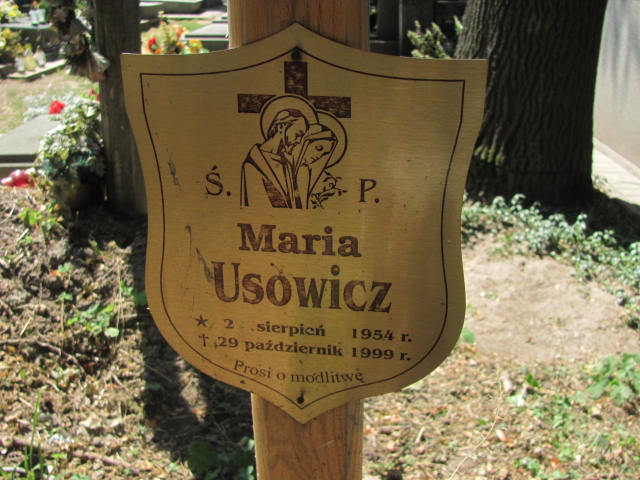 Ś. P.
Maria
Usowicz
★ 2 sierpień 1954 r.
† 29 październik 1999 r.
Prosi o modlitwę